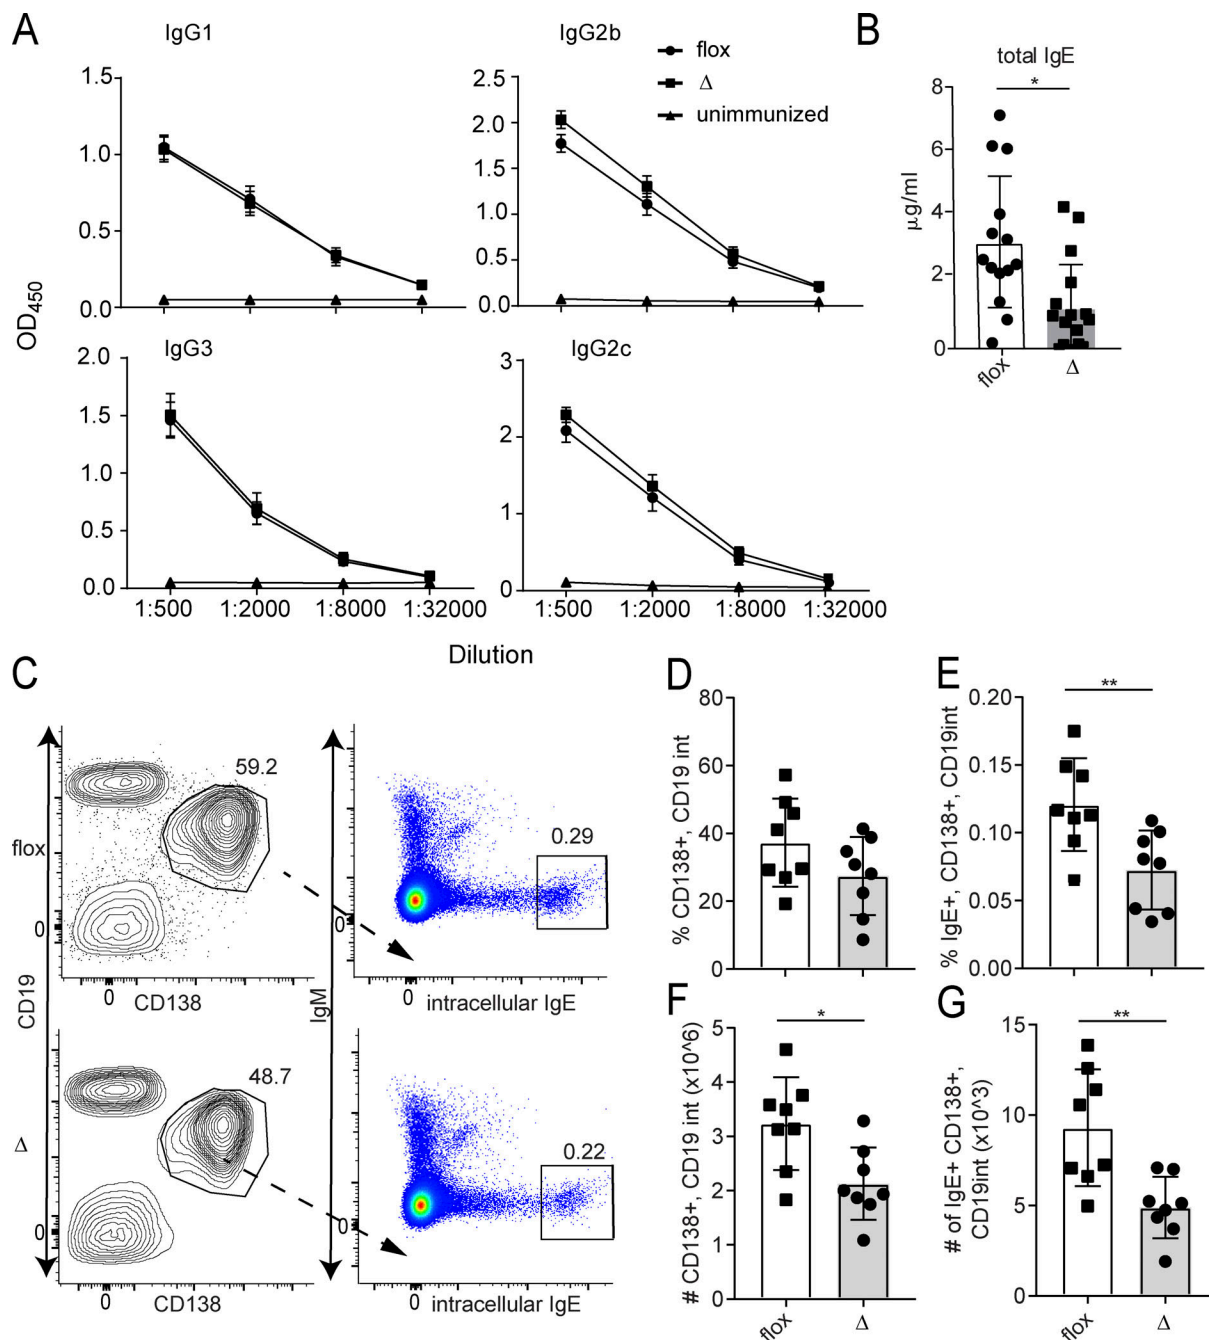 A
IgG1
1.5
1.0
0.5
0.0
IgG2b
2.5
2.0
1.5
1.0
0.5
0.0
flox
Δ
unimmunized
B
total IgE
*
8
6
4
2
0
µg/ml
flox
Δ
OD450
IgG3
2.0
1.5
1.0
0.5
0.0
1:500 1:2000 1:8000 1:32000
IgG2c
3
2
1
0
1:500 1:2000 1:8000 1:32000
Dilution
C
flox
59.2
0
0
CD138
0.29
0
0
intracellular IgE
CD19
IgM
Δ
48.7
0
0
CD138
0.22
0
0
intracellular IgE
D
80
60
40
20
0
% CD138+, CD19 int
E
**
0.20
0.15
0.10
0.05
0.00
% IgE+, CD138+, CD19int
F
*
5
4
3
2
1
0
# CD138+, CD19 int (x10^6)
flox
Δ
G
**
15
10
5
0
# of IgE+ CD138+,
CD19int (x10^3)
flox
Δ